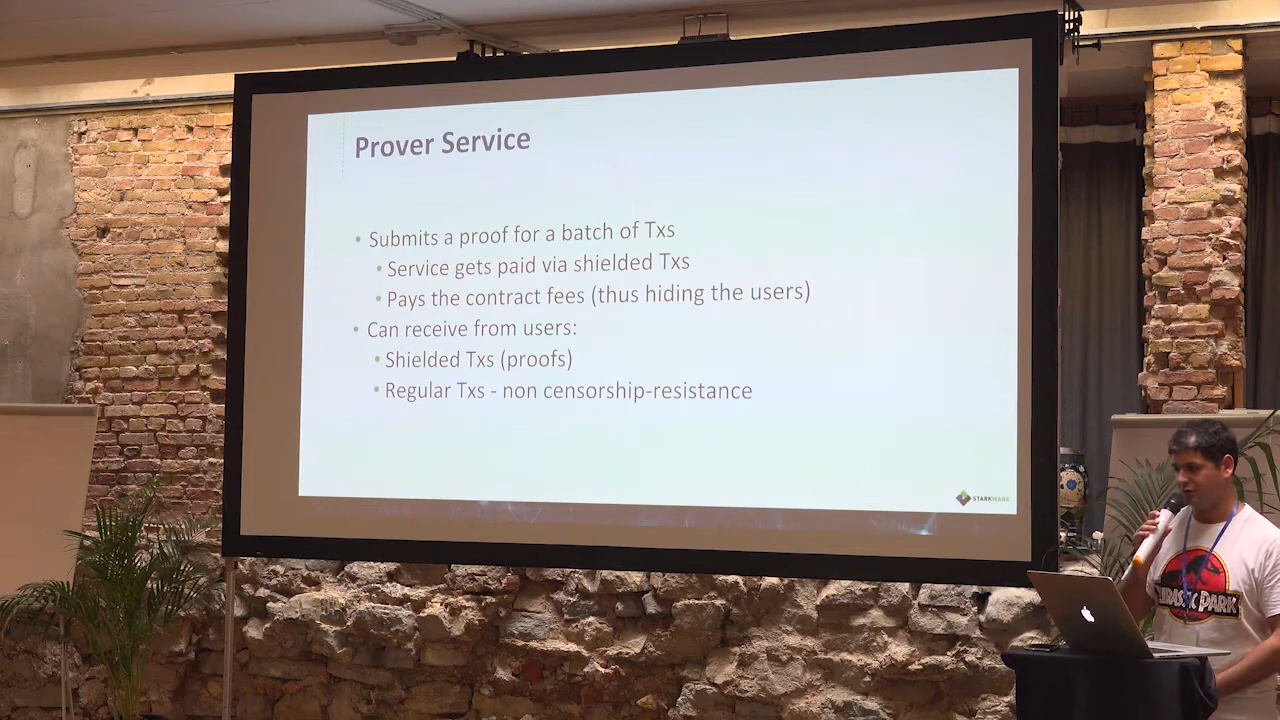 Prover Service
• Submits a proof for a batch of Txs
• Service gets paid via shielded Txs
• Pays the contract fees (thus hiding the users)
• Can receive from users:
• Shielded Txs (proofs)
• Regular Txs - non censorship-resistance
STARKWARE
JURASSIC PARK